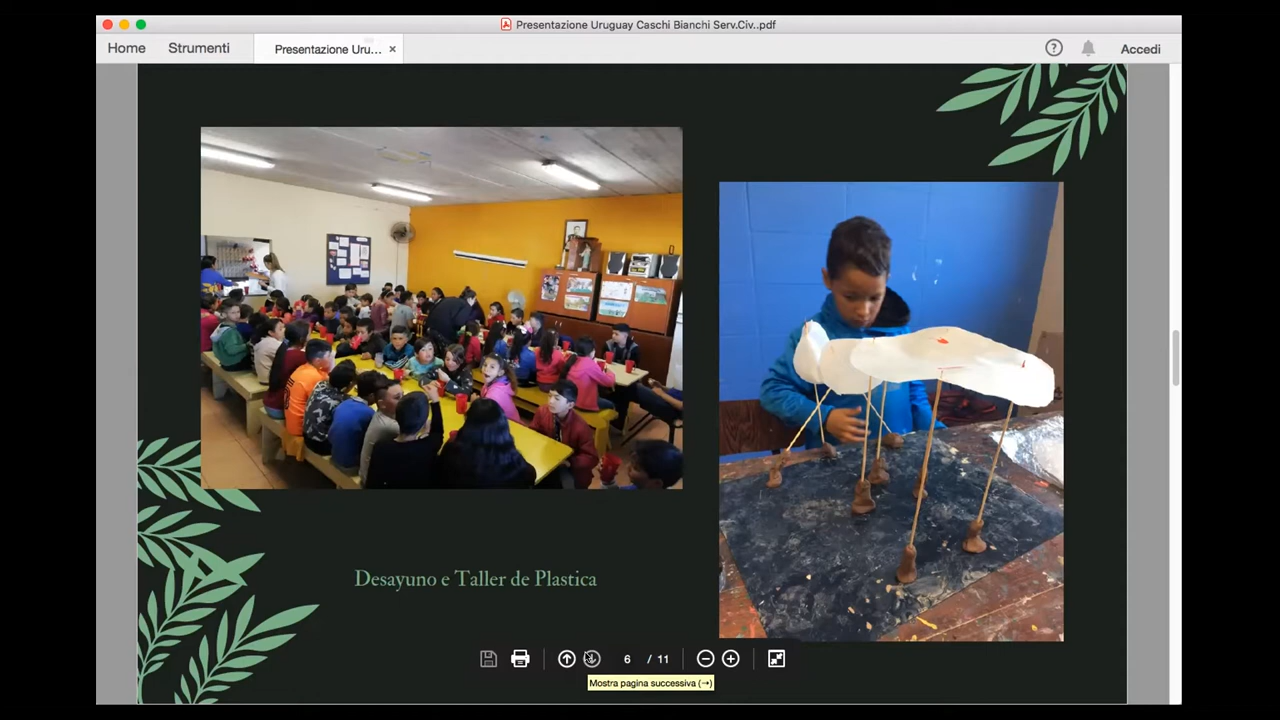 Presentazione Uruguay Caschi Bianchi Serv.Civ..pdf
Home
Strumenti
Presentazione Uru... ×
?
Accedi
Desayuno e Taller de Plastica
6 / 11
Mostra pagina successiva (→)